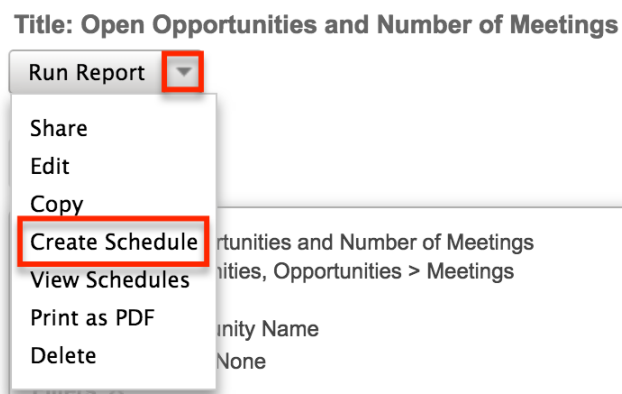 Title: Open Opportunities and Number of Meetings
Run Report
Share
Edit
Copy
Create Schedule
rtunities and Number of Meetings
View Schedules
nities, Opportunities > Meetings
Print as PDF
unity Name
Delete
None